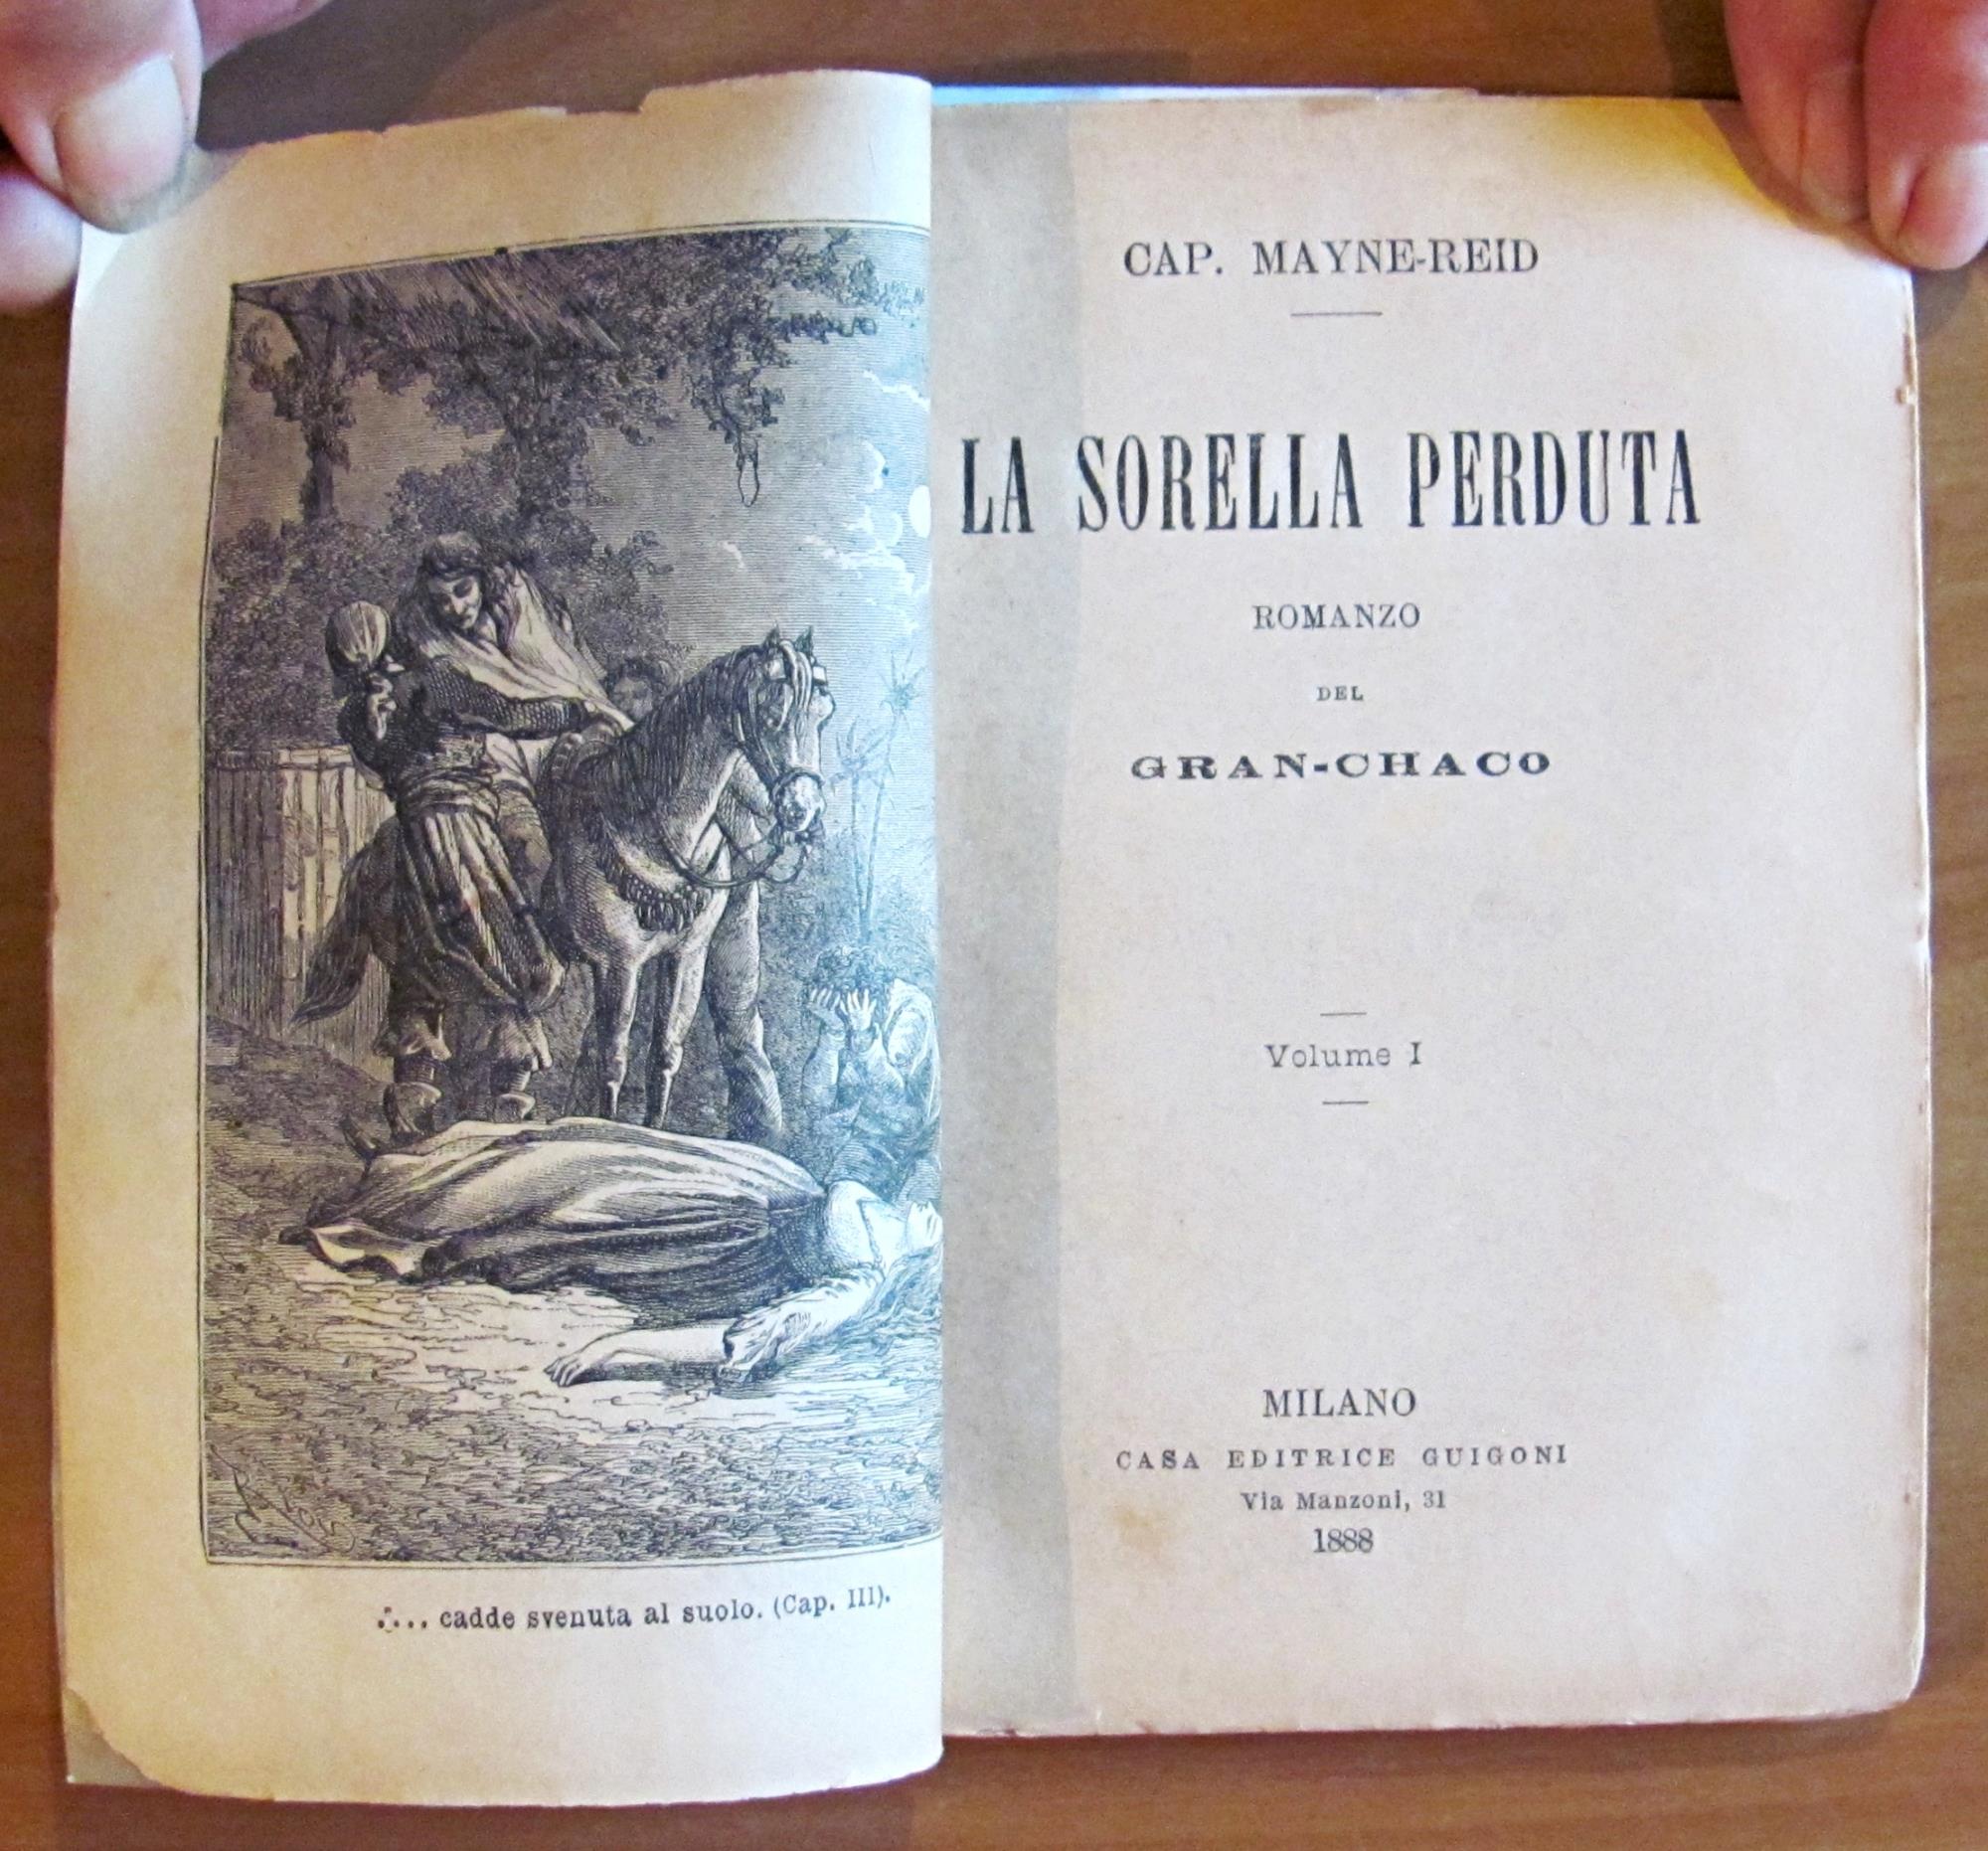 ..... cadde svenuta al suolo. (Cap. III).
CAP. MAYNE-REID
LA SORELLA PERDUTA
ROMANZO
DEL
GRAN-CHACO
Volume I
MILANO
CASA EDITRICE GUIGONI
Via Manzoni, 31
1888